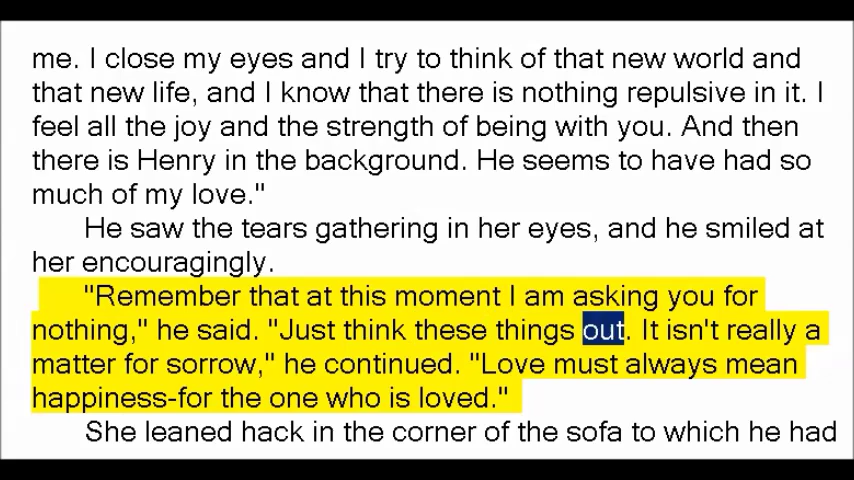 me. I close my eyes and I try to think of that new world and
that new life, and I know that there is nothing repulsive in it. I
feel all the joy and the strength of being with you. And then
there is Henry in the background. He seems to have had so
much of my love."
He saw the tears gathering in her eyes, and he smiled at
her encouragingly.
"Remember that at this moment I am asking you for
nothing," he said. "Just think these things out. It isn't really a
matter for sorrow," he continued. "Love must always mean
happiness-for the one who is loved."
She leaned hack in the corner of the sofa to which he had